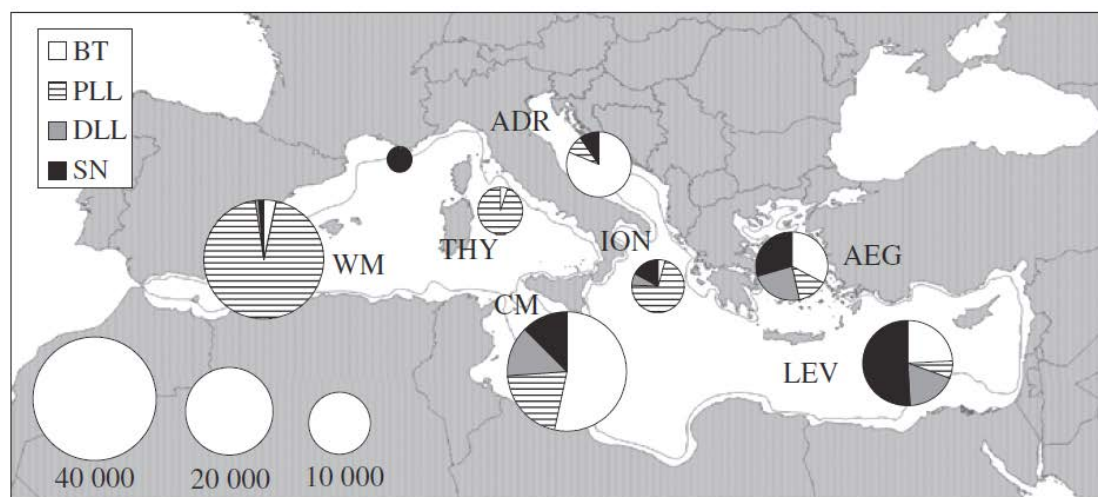 BT
PLL
DLL
SN
ADR
WM
THY
ION
AEG
CM
LEV
40 000
20 000
10 000